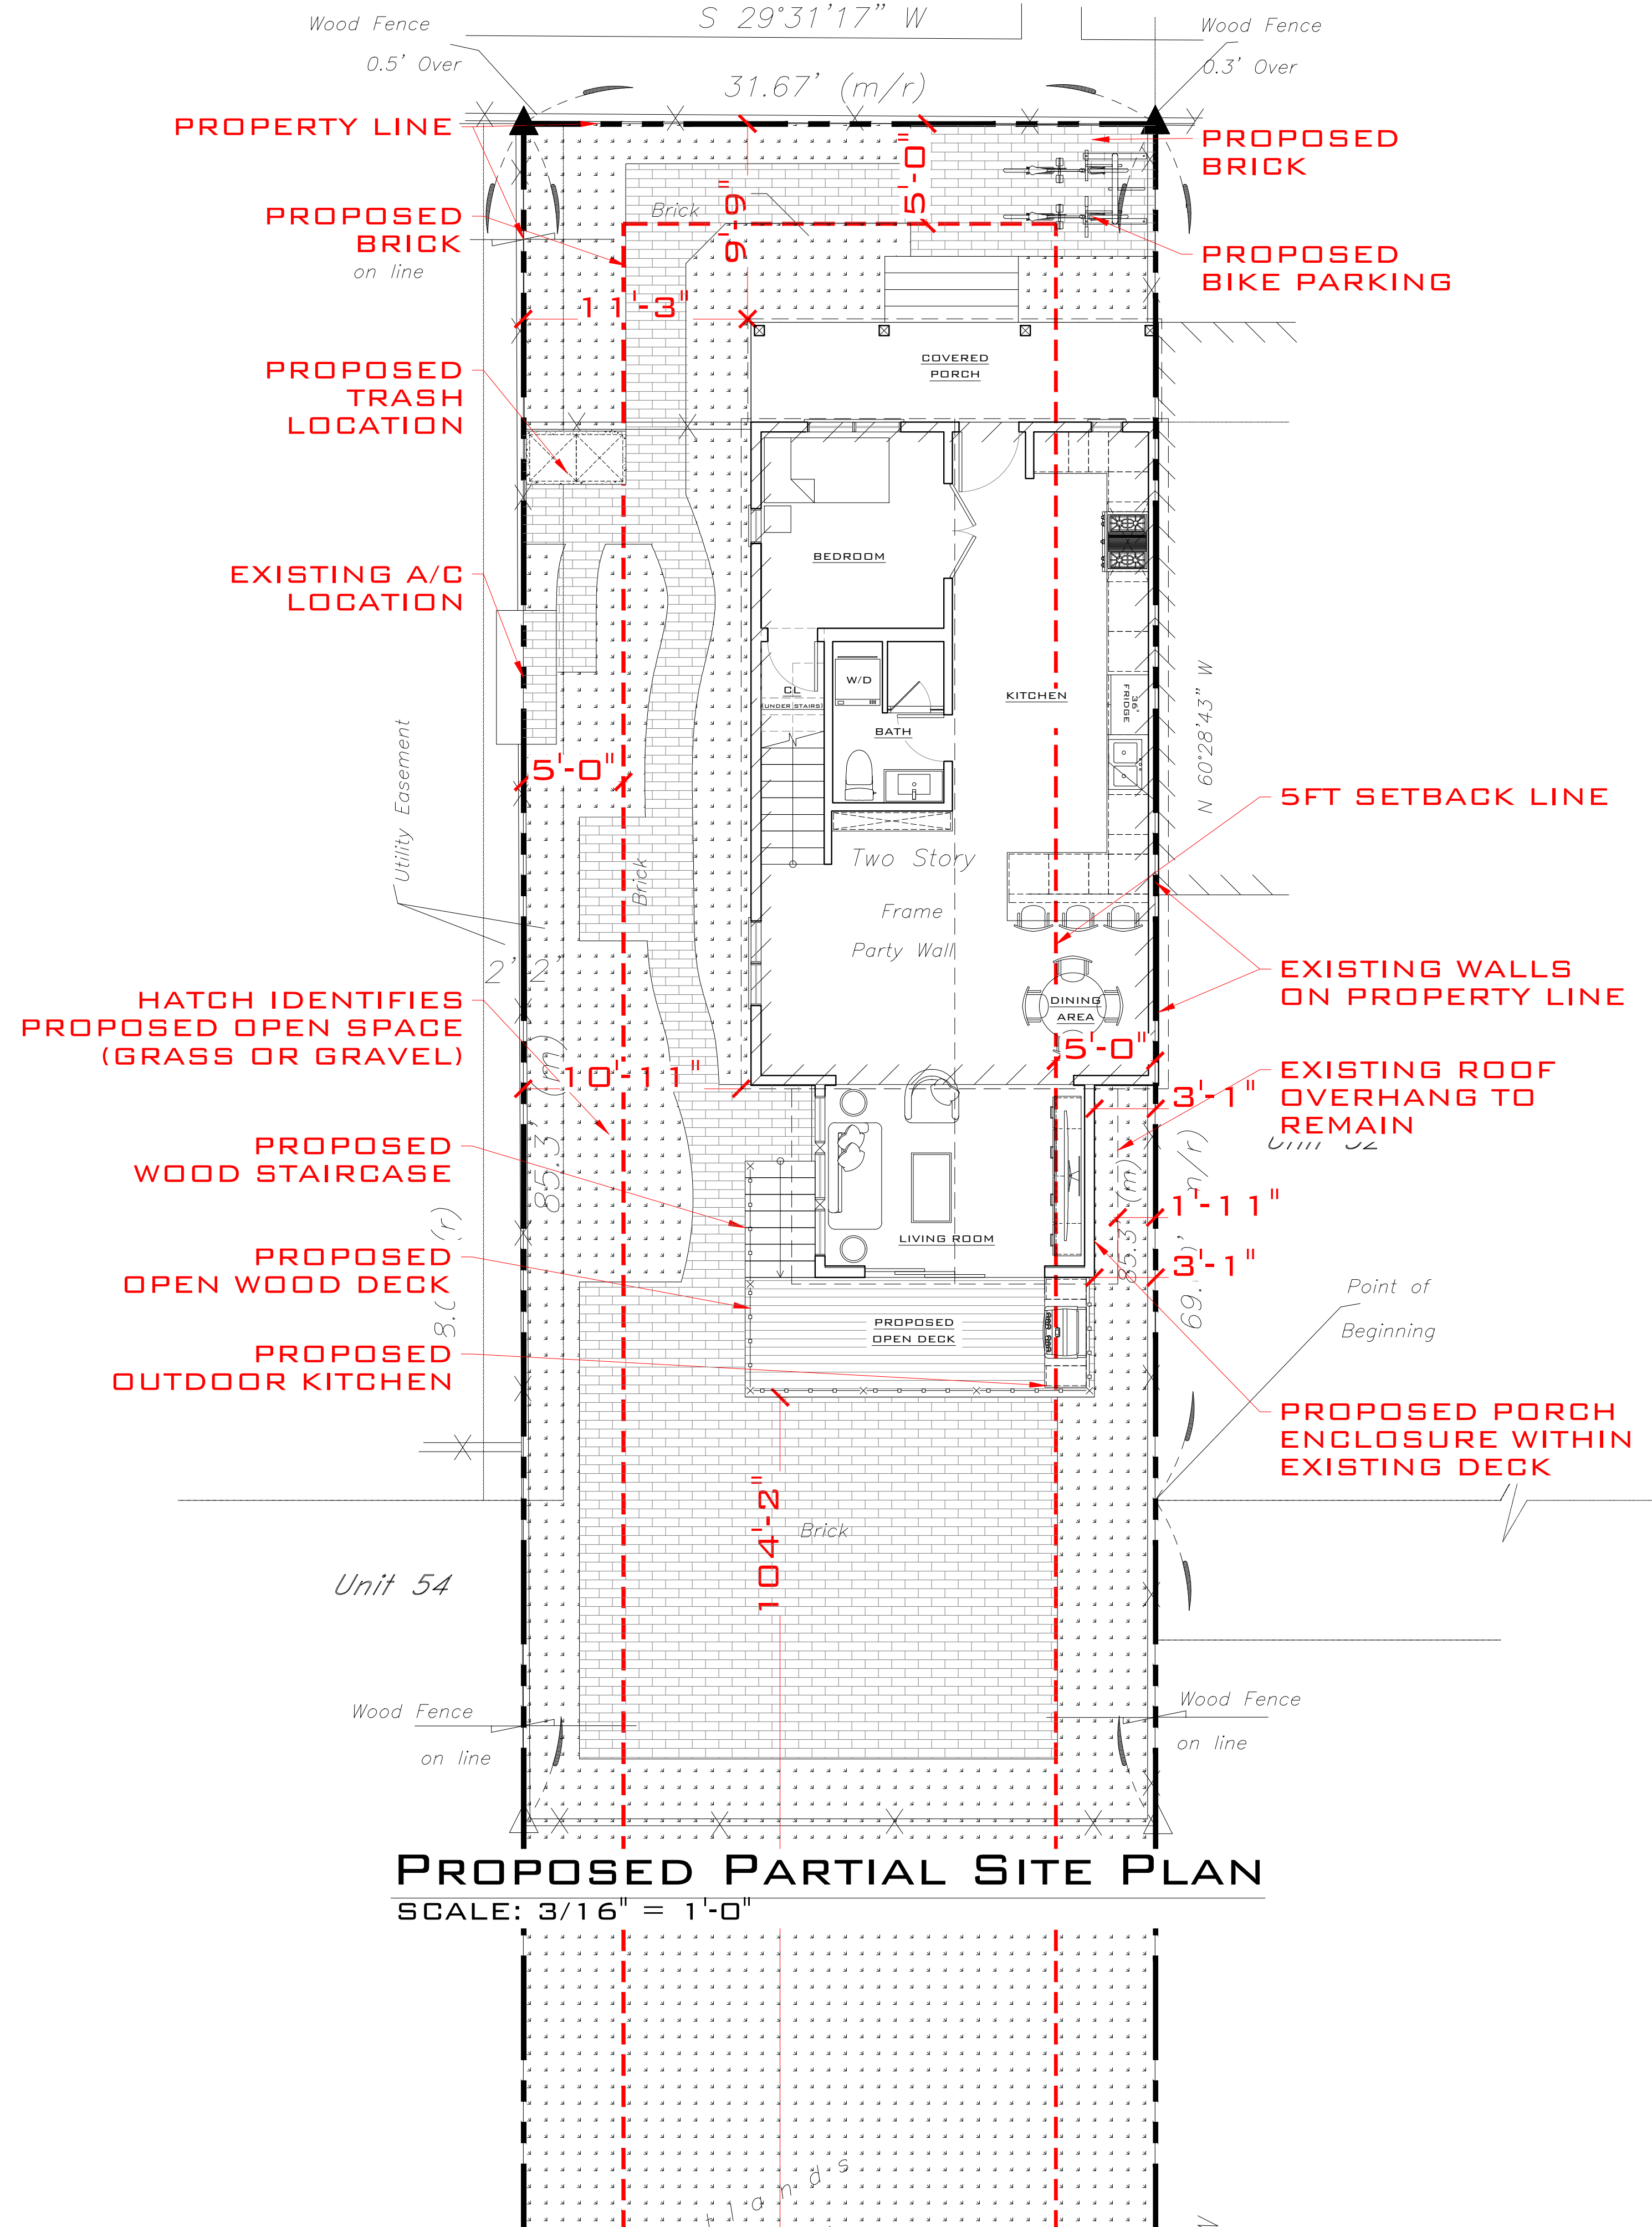 S 29°31'17" W
Wood Fence
0.5' Over
Wood Fence
0.3' Over
31.67' (m/r)
PROPERTY LINE
PROPOSED
BRICK
PROPOSED
BRICK
on line
Brick
9'-9"
5'-0"
PROPOSED
BIKE PARKING
11'-3"
COVERED
PORCH
PROPOSED
TRASH
LOCATION
BEDROOM
EXISTING A/C
LOCATION
W/D
CL
(UNDER STAIRS)
BATH
KITCHEN
36"
FRIDGE
N 60°28'43" W
Utility Easement
5'-0"
5FT SETBACK LINE
Brick
Two Story
Frame
Party Wall
2'
2'
EXISTING WALLS
ON PROPERTY LINE
HATCH IDENTIFIES
PROPOSED OPEN SPACE
(GRASS OR GRAVEL)
DINING
AREA
5'-0"
10'-11"
85.3' (m)
3'-1"
EXISTING ROOF
OVERHANG TO
REMAIN
PROPOSED
WOOD STAIRCASE
1'-11"
85.3' (m)
LIVING ROOM
3'-1"
PROPOSED
OPEN WOOD DECK
PROPOSED
OPEN DECK
Point of
Beginning
PROPOSED
OUTDOOR KITCHEN
PROPOSED PORCH
ENCLOSURE WITHIN
EXISTING DECK
104'-2"
Brick
Unit 54
Wood Fence
on line
Wood Fence
on line
PROPOSED PARTIAL SITE PLAN
SCALE: 3/16" = 1'-0"